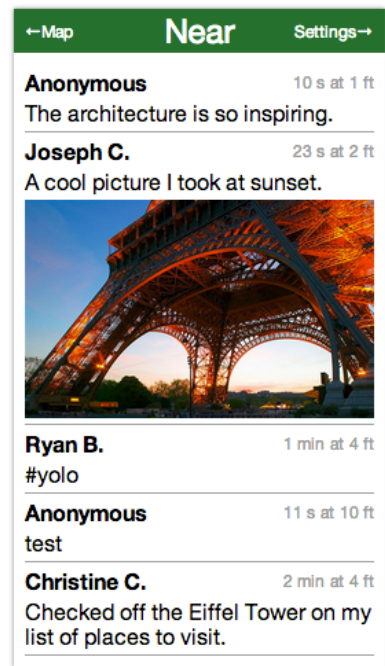 ←Map Near Settings→
Anonymous 10 s at 1 ft
The architecture is so inspiring.
Joseph C. 23 s at 2 ft
A cool picture I took at sunset.
Ryan B. 1 min at 4 ft
#yolo
Anonymous 11 s at 10 ft
test
Christine C. 2 min at 4 ft
Checked off the Eiffel Tower on my
list of places to visit.